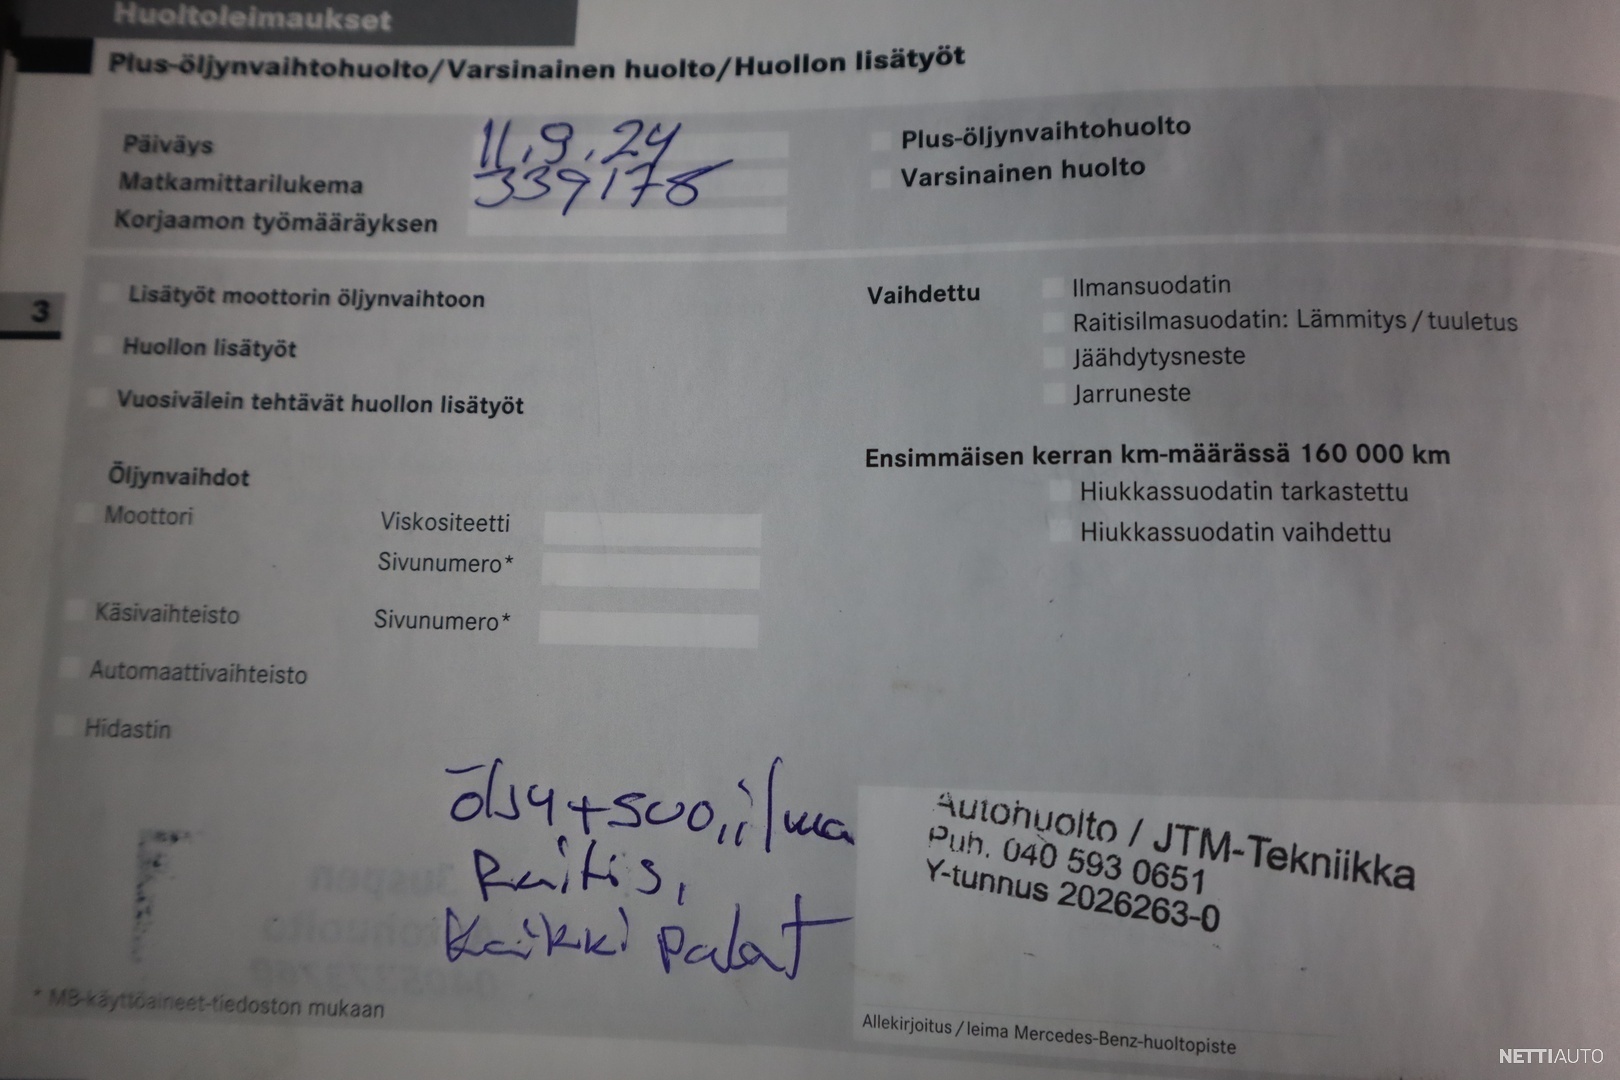 Huoltoleimaukset
Plus-öljynvaihtohuolto/Varsinainen huolto/Huollon lisätyöt
Päiväys 11.9.24
Matkamittarilukema 339178
Korjaamon työmääräyksen
Plus-öljynvaihtohuolto
Varsinainen huolto
3
Lisätyöt moottorin öljynvaihtoon
Huollon lisätyöt
Vuosivälein tehtävät huollon lisätyöt
Vaihdettu Ilmansuodatin
Raitisilmasuodatin: Lämmitys / tuuletus
Jäähdytysneste
Jarruneste
Ensimmäisen kerran km-määrässä 160 000 km
Hiukkassuodatin tarkastettu
Hiukkassuodatin vaihdettu
Öljynvaihdot
Moottori Viskositeetti
Sivunumero*
Käsivaihteisto Sivunumero*
Automaattivaihteisto
Hidastin
öljy + suo, ilma
Raitis,
Kaikki palat
Autohuolto / JTM-Tekniikka
Puh. 040 593 0651
Y-tunnus 2026263-0
* MB-käyttöaineet-tiedoston mukaan
Allekirjoitus / leima Mercedes-Benz-huoltopiste
NETTIAUTO